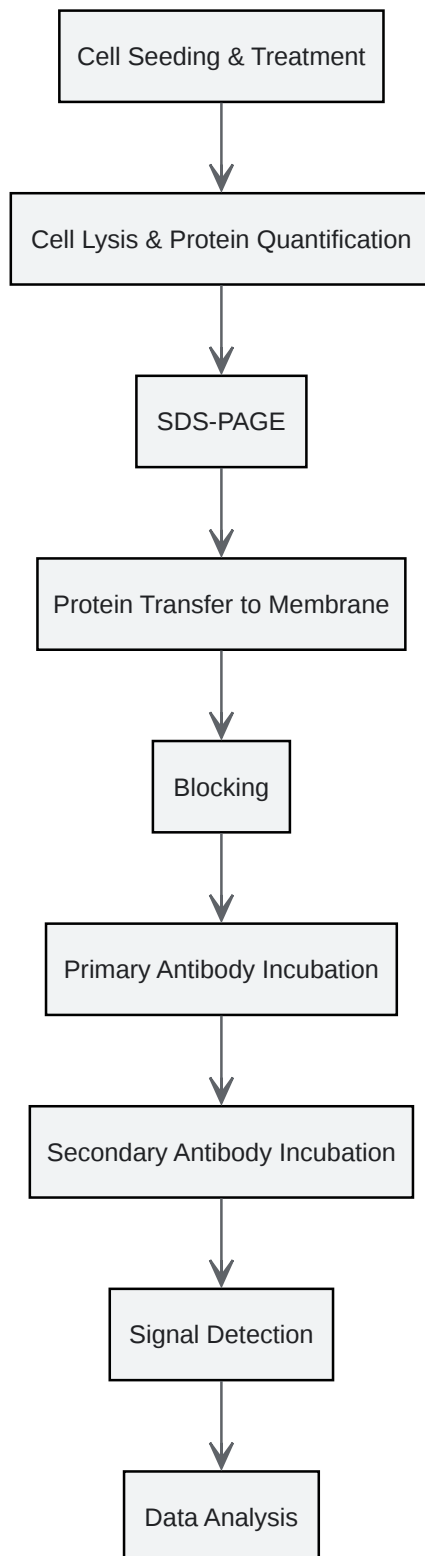 Cell Seeding & Treatment
Cell Lysis & Protein Quantification
SDS-PAGE
Protein Transfer to Membrane
Blocking
Primary Antibody Incubation
Secondary Antibody Incubation
Signal Detection
Data Analysis